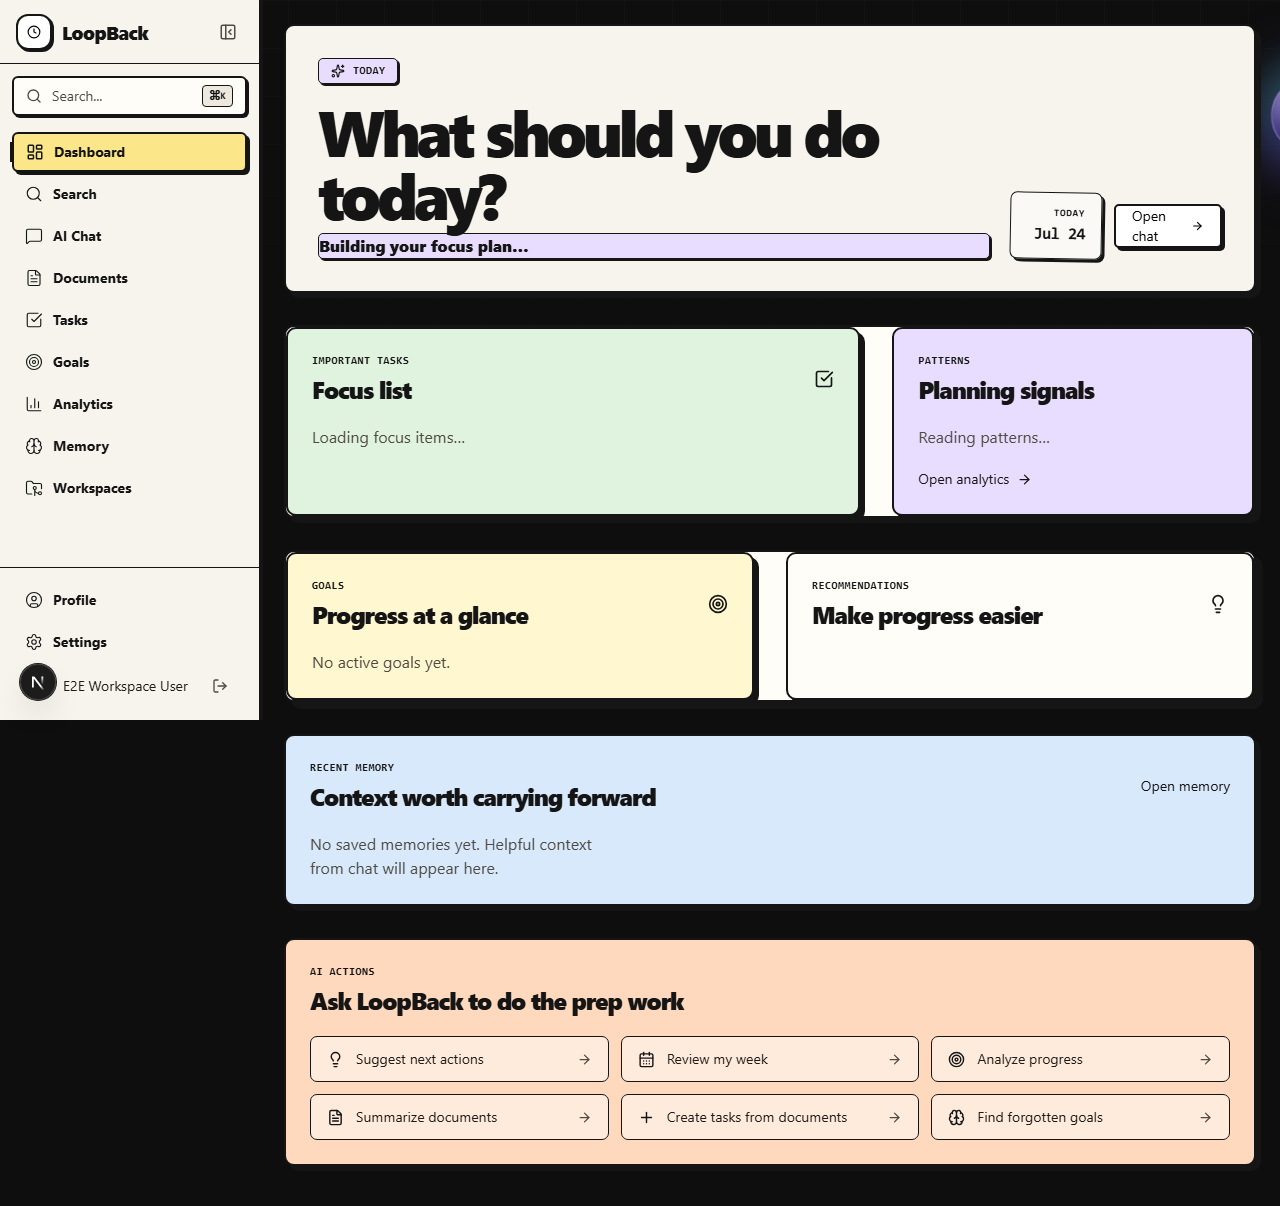 LoopBack
Search...
⌘K
Dashboard
Search
AI Chat
Documents
Tasks
Goals
Analytics
Memory
Workspaces
Profile
Settings
N
E2E Workspace User
TODAY
What should you do
today?
Building your focus plan...
TODAY
Jul 24
Open
chat
IMPORTANT TASKS
Focus list
Loading focus items...
PATTERNS
Planning signals
Reading patterns...
Open analytics
GOALS
Progress at a glance
No active goals yet.
RECOMMENDATIONS
Make progress easier
RECENT MEMORY
Context worth carrying forward
Open memory
No saved memories yet. Helpful context
from chat will appear here.
AI ACTIONS
Ask LoopBack to do the prep work
Suggest next actions
Review my week
Analyze progress
Summarize documents
Create tasks from documents
Find forgotten goals